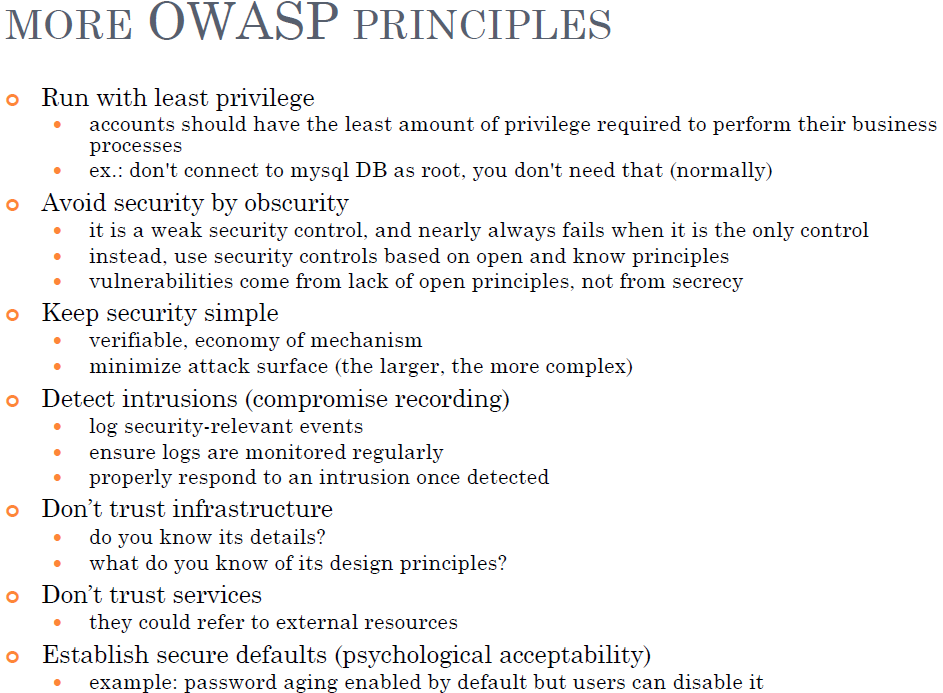 MORE OWASP PRINCIPLES
Run with least privilege
accounts should have the least amount of privilege required to perform their business
processes
ex.: don't connect to mysql DB as root, you don't need that (normally)
Avoid security by obscurity
it is a weak security control, and nearly always fails when it is the only control
instead, use security controls based on open and know principles
vulnerabilities come from lack of open principles, not from secrecy
Keep security simple
verifiable, economy of mechanism
minimize attack surface (the larger, the more complex)
Detect intrusions (compromise recording)
log security-relevant events
ensure logs are monitored regularly
properly respond to an intrusion once detected
Don’t trust infrastructure
do you know its details?
what do you know of its design principles?
Don’t trust services
they could refer to external resources
Establish secure defaults (psychological acceptability)
example: password aging enabled by default but users can disable it